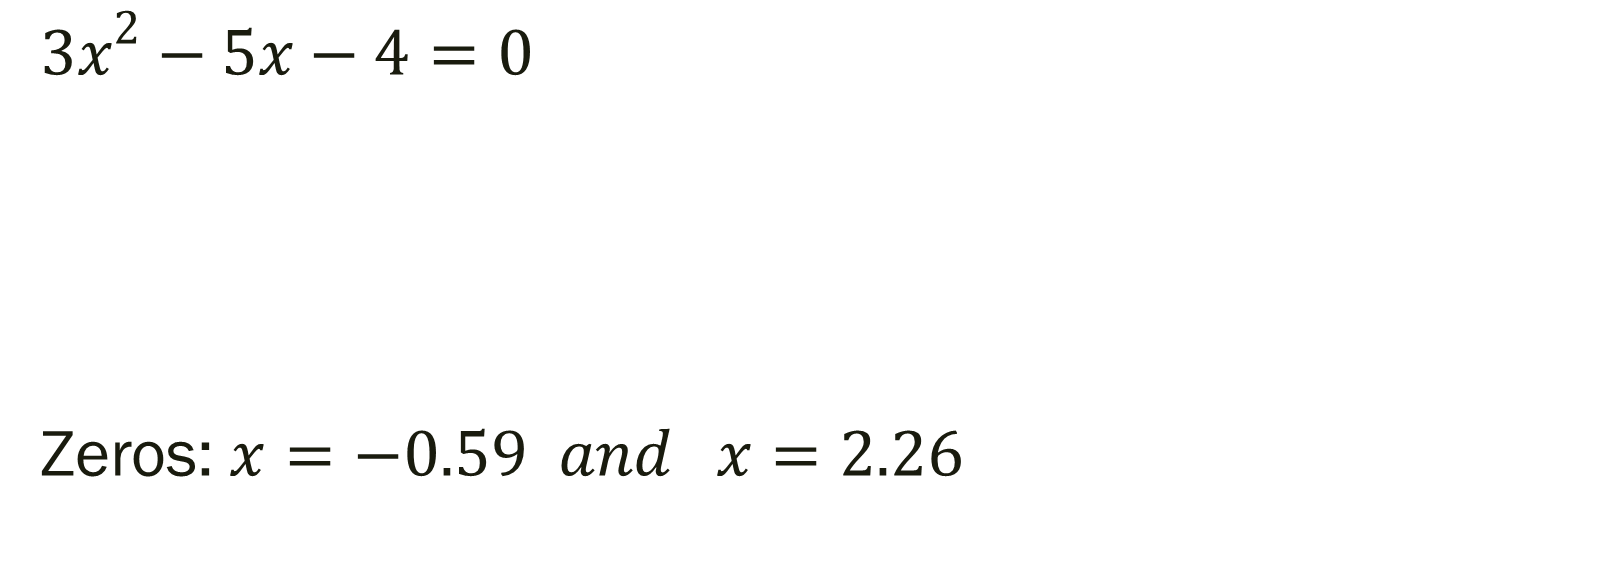 3x² − 5x − 4 = 0
Zeros: x = −0.59 and x = 2.26